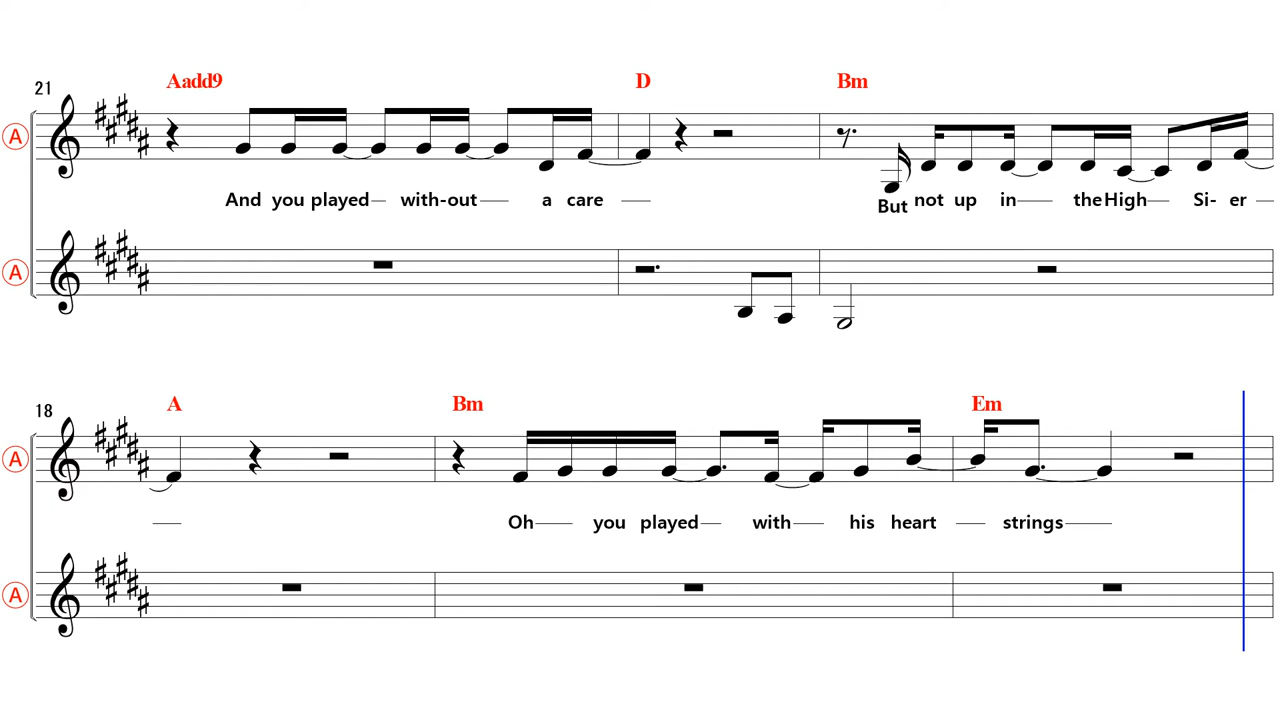 21 Aadd9 D Bm
A
And you played with-out a care But not up in the High Si- er
A
18 A Bm Em
A
Oh you played with his heart strings
A